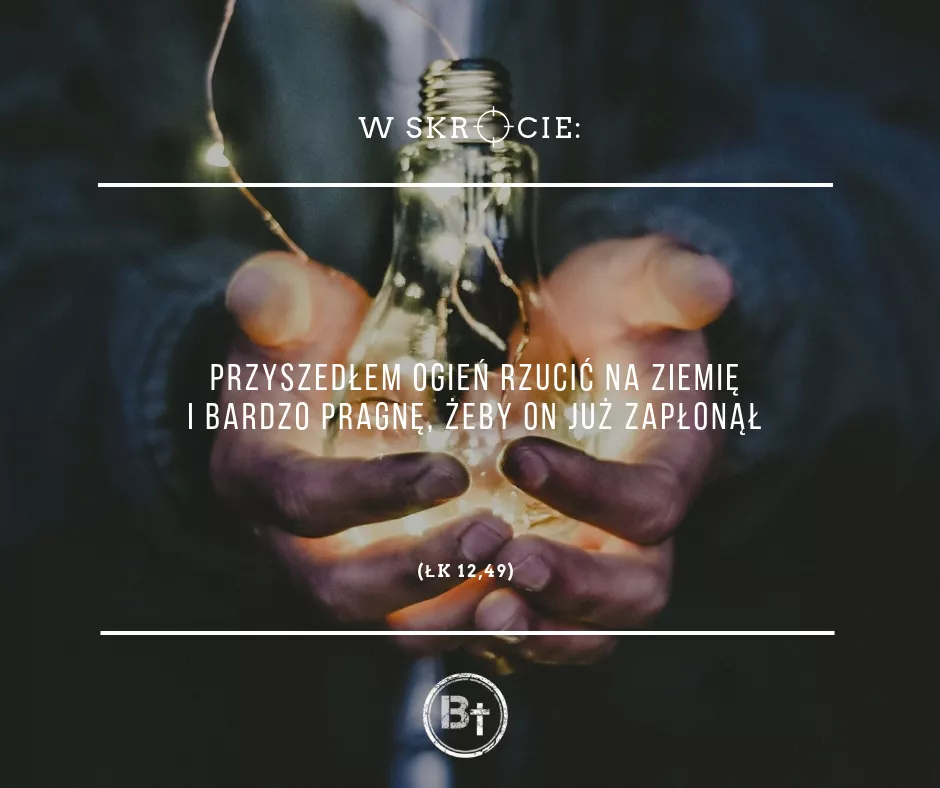 W SKRÓCIE:
PRZYSZEDŁEM OGIEŃ RZUCIĆ NA ZIEMIĘ
I BARDZO PRAGNĘ, ŻEBY ON JUŻ ZAPŁONĄŁ
(ŁK 12,49)
B†